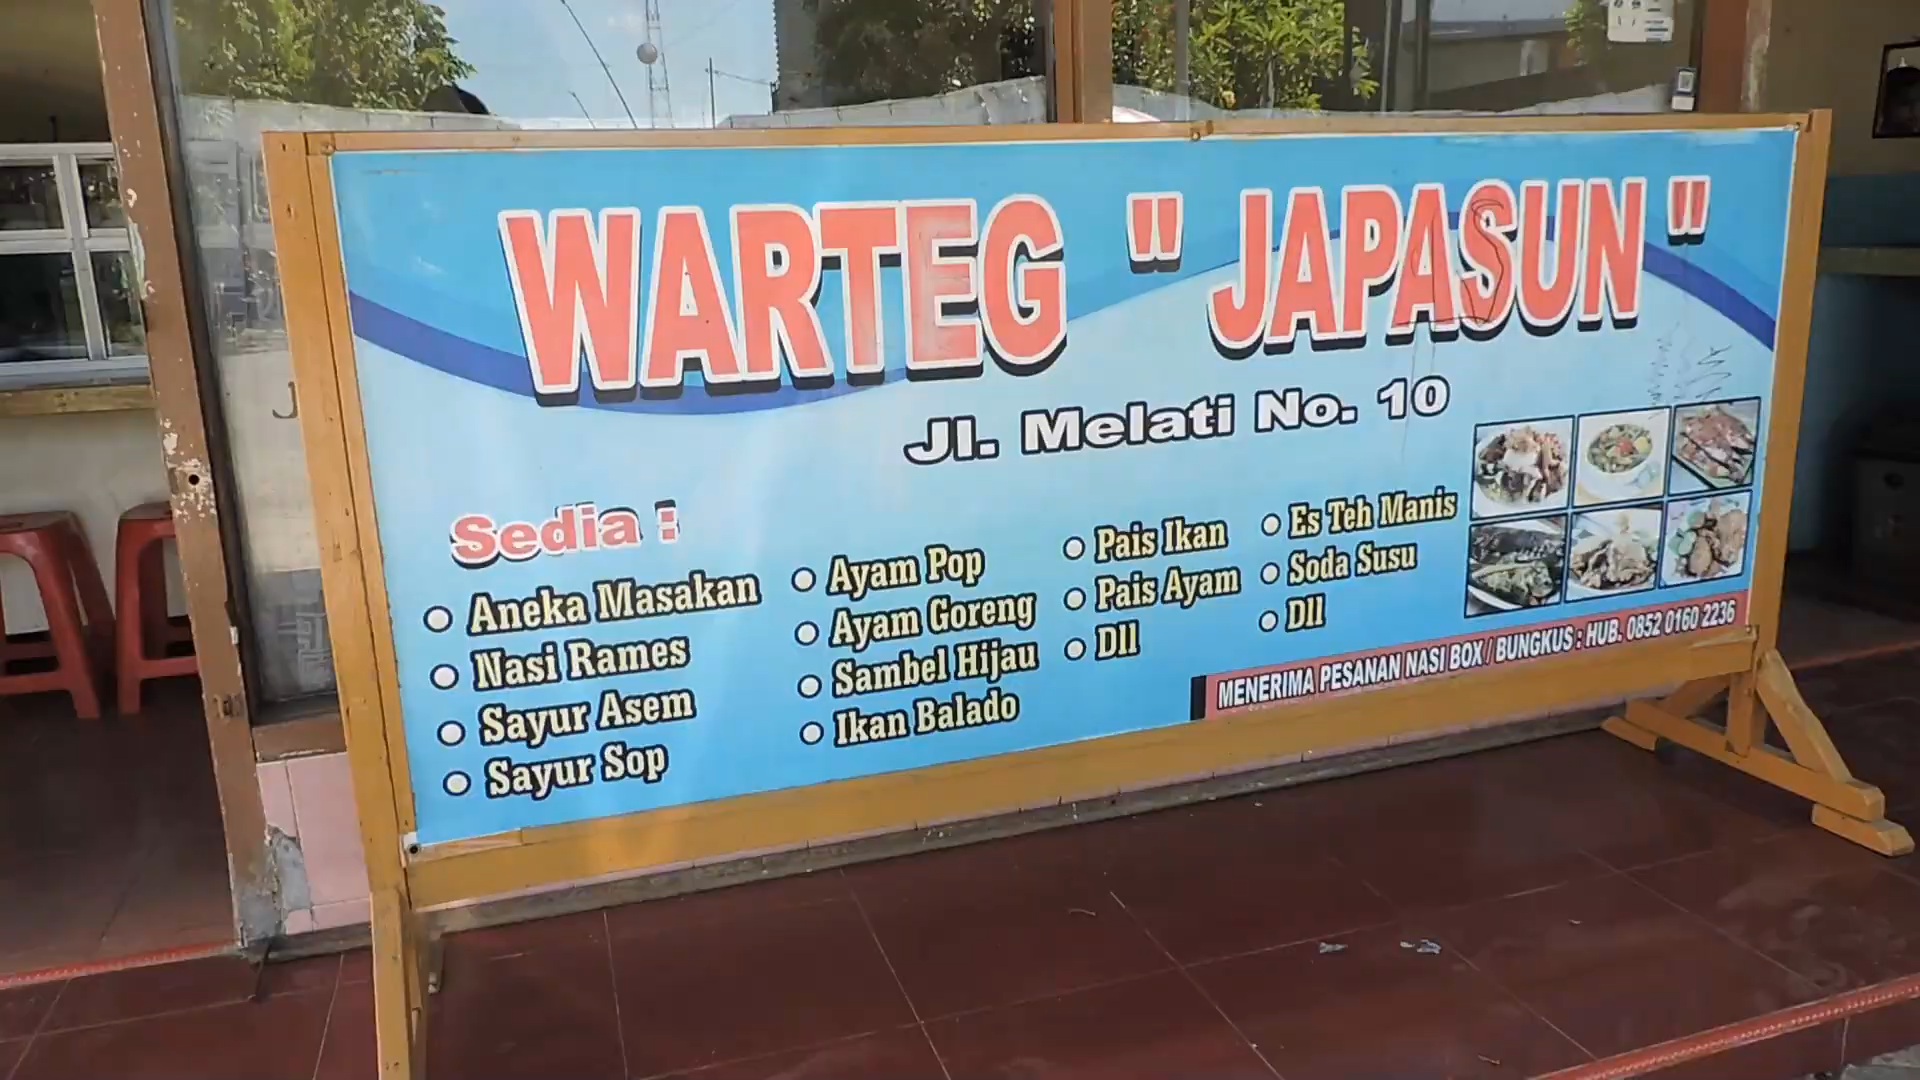 WARTEG " JAPASUN "
Jl. Melati No. 10
Sedia :
Aneka Masakan
Nasi Rames
Sayur Asem
Sayur Sop
Ayam Pop
Ayam Goreng
Sambel Hijau
Ikan Balado
Pais Ikan
Pais Ayam
Dll
Es Teh Manis
Soda Susu
Dll
MENERIMA PESANAN NASI BOX / BUNGKUS : HUB. 0852 0160 2236